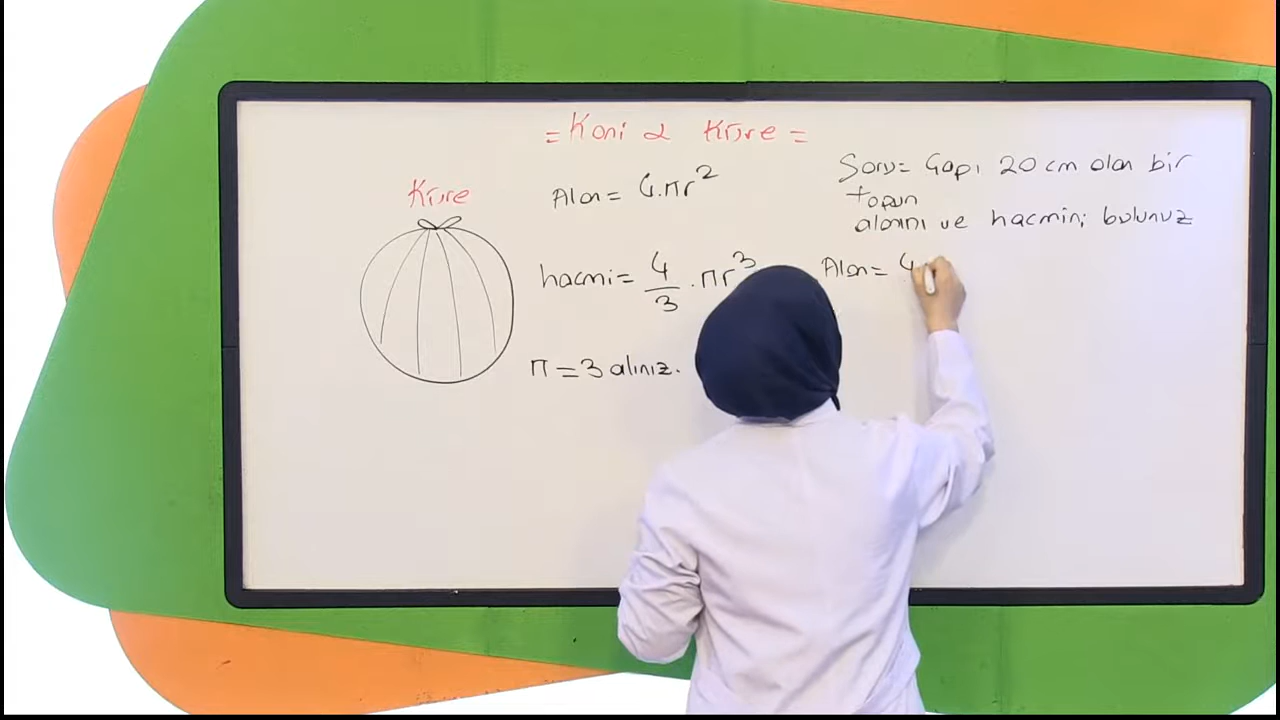 = Koni & Küre =
Küre
Alan = 4.πr²
hacmi = 4/3 . πr³
π = 3 alınız.
Soru = Çapı 20 cm olan bir
topun
alanını ve hacmini bulunuz
Alan = 4